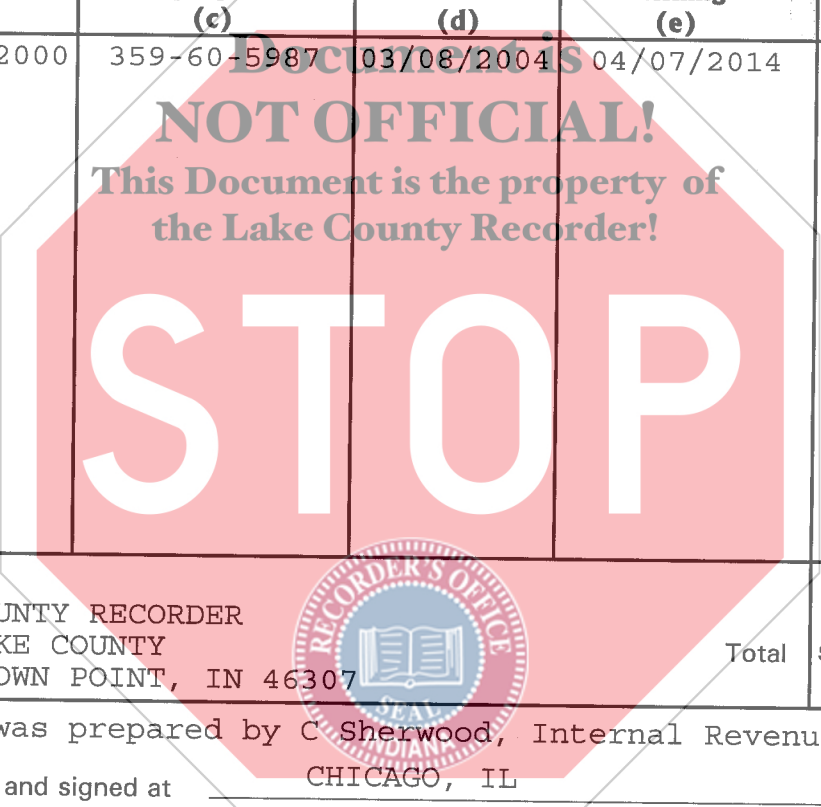 (c) (d) (e)
2000 359-60-5987 03/08/2004 04/07/2014
Document is
NOT OFFICIAL!
This Document is the property of
the Lake County Recorder!
STOP
RECORDER'S OFFICE
SEAL
INDIANA
UNTY RECORDER
KE COUNTY
OWN POINT, IN 46307
Total
was prepared by C Sherwood, Internal Revenu
and signed at CHICAGO, IL